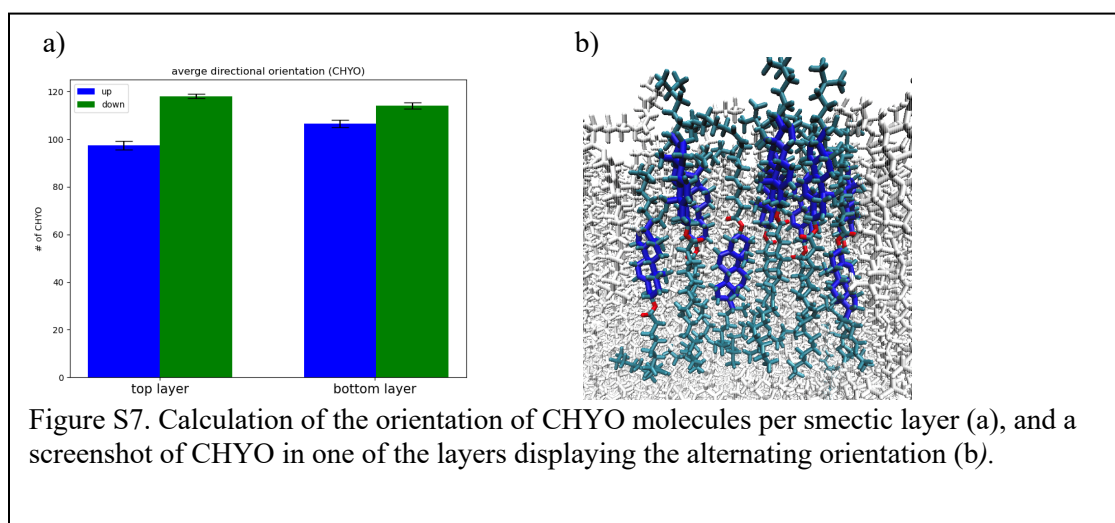 a)
b)
averge directional orientation (CHYO)
up
down
120
100
80
60
40
20
0
# of CHYO
top layer
bottom layer
Figure S7. Calculation of the orientation of CHYO molecules per smectic layer (a), and a
screenshot of CHYO in one of the layers displaying the alternating orientation (b).